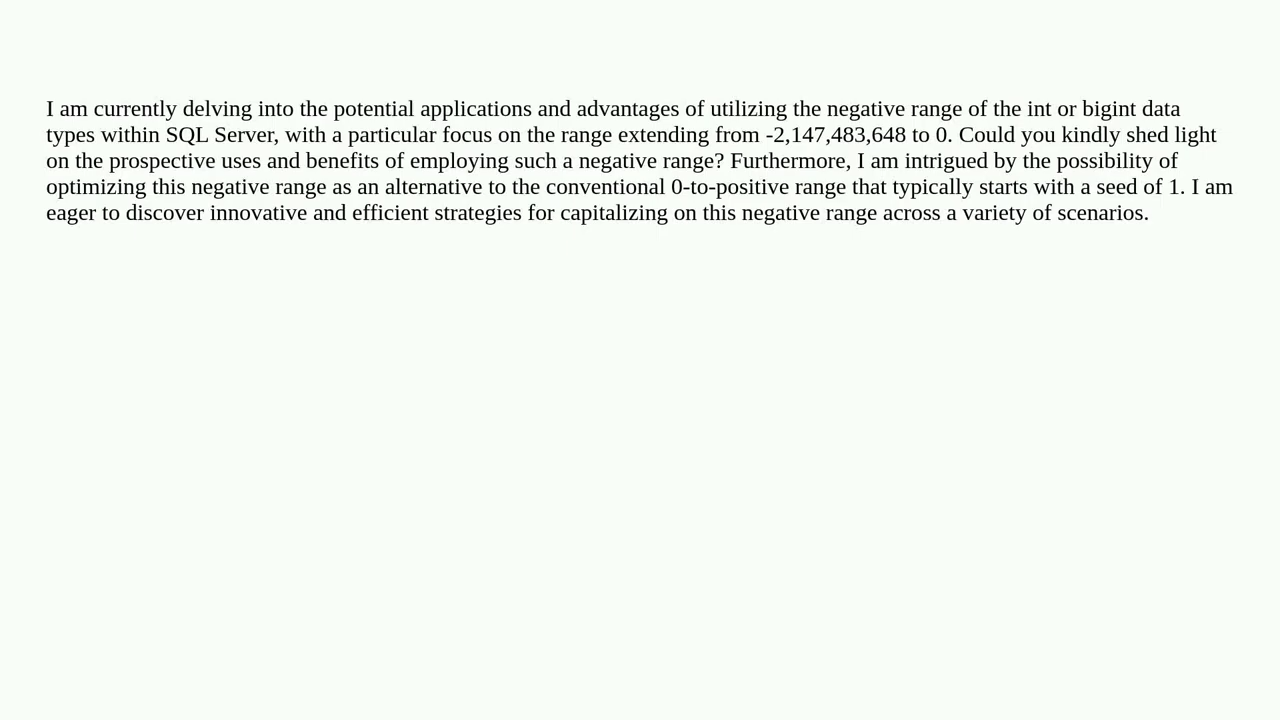 I am currently delving into the potential applications and advantages of utilizing the negative range of the int or bigint data
types within SQL Server, with a particular focus on the range extending from -2,147,483,648 to 0. Could you kindly shed light
on the prospective uses and benefits of employing such a negative range? Furthermore, I am intrigued by the possibility of
optimizing this negative range as an alternative to the conventional 0-to-positive range that typically starts with a seed of 1. I am
eager to discover innovative and efficient strategies for capitalizing on this negative range across a variety of scenarios.